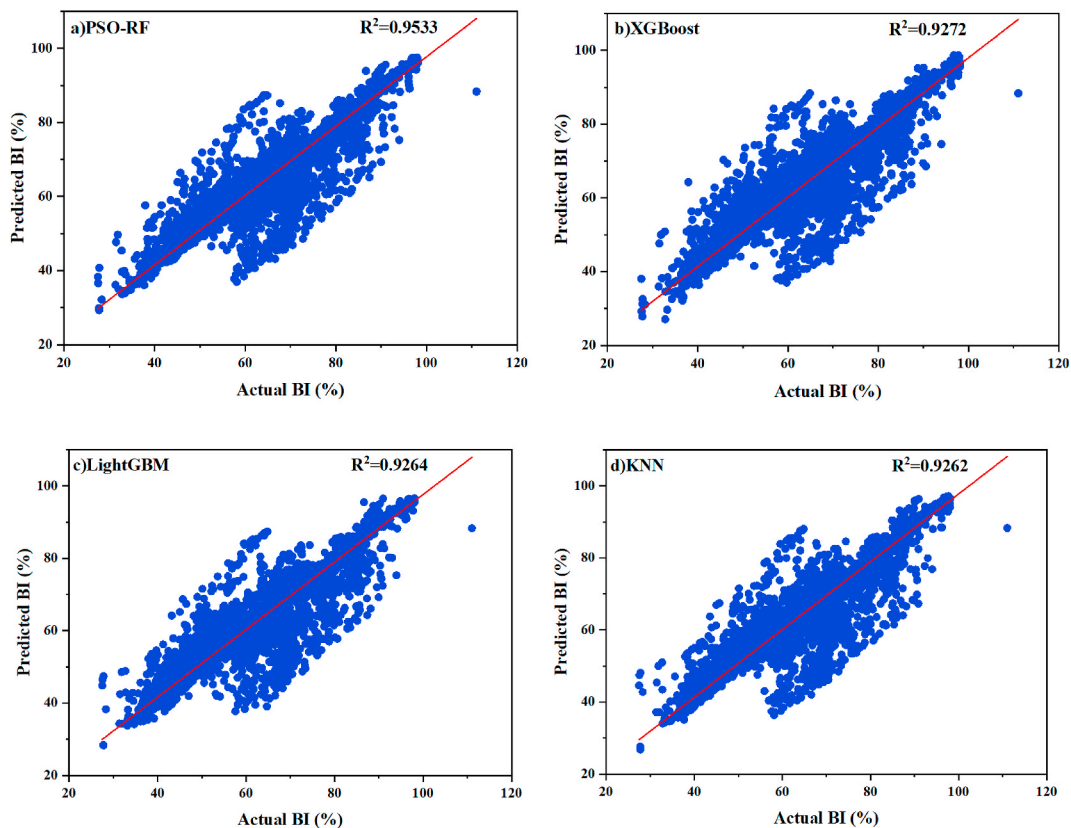 a)PSO-RF
R²=0.9533
100
80
60
40
20
Predicted BI (%)
20 40 60 80 100 120
Actual BI (%)
b)XGBoost
R²=0.9272
100
80
60
40
20
Predicted BI (%)
20 40 60 80 100 120
Actual BI (%)
c)LightGBM
R²=0.9264
100
80
60
40
20
Predicted BI (%)
20 40 60 80 100 120
Actual BI (%)
d)KNN
R²=0.9262
100
80
60
40
20
Predicted BI (%)
20 40 60 80 100 120
Actual BI (%)